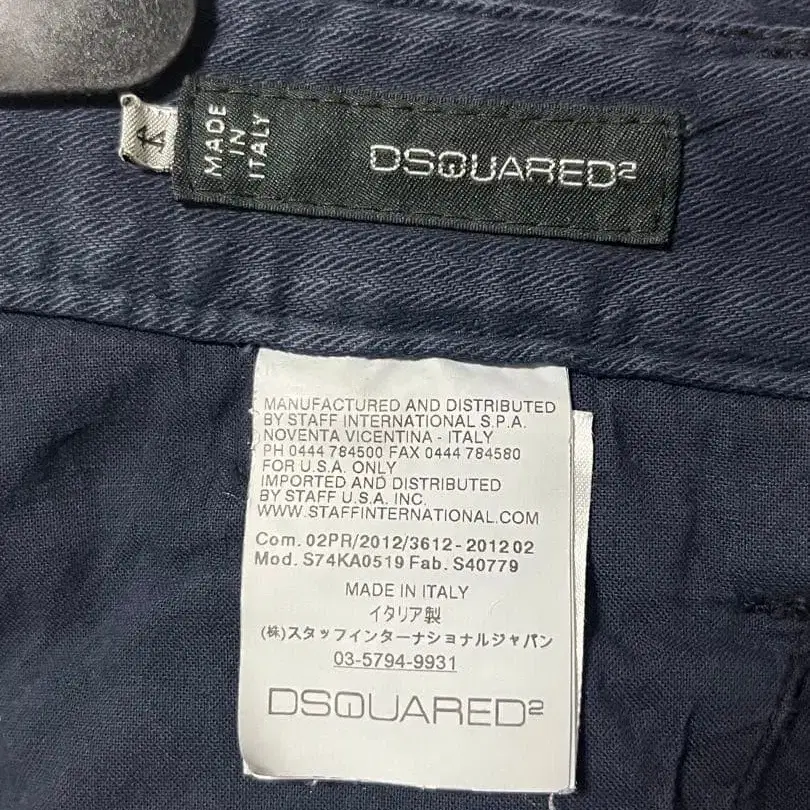 MADE
IN
ITALY
DSQUARED²
MANUFACTURED AND DISTRIBUTED
BY STAFF INTERNATIONAL S.P.A.
NOVENTA VICENTINA - ITALY
PH 0444 784500 FAX 0444 784580
FOR U.S.A. ONLY
IMPORTED AND DISTRIBUTED
BY STAFF U.S.A. INC.
WWW.STAFFINTERNATIONAL.COM
Com. 02PR/2012/3612 - 2012 02
Mod. S74KA0519 Fab. S40779
MADE IN ITALY
イタリア製
(株)スタッフインターナショナルジャパン
03-5794-9931
DSQUARED²